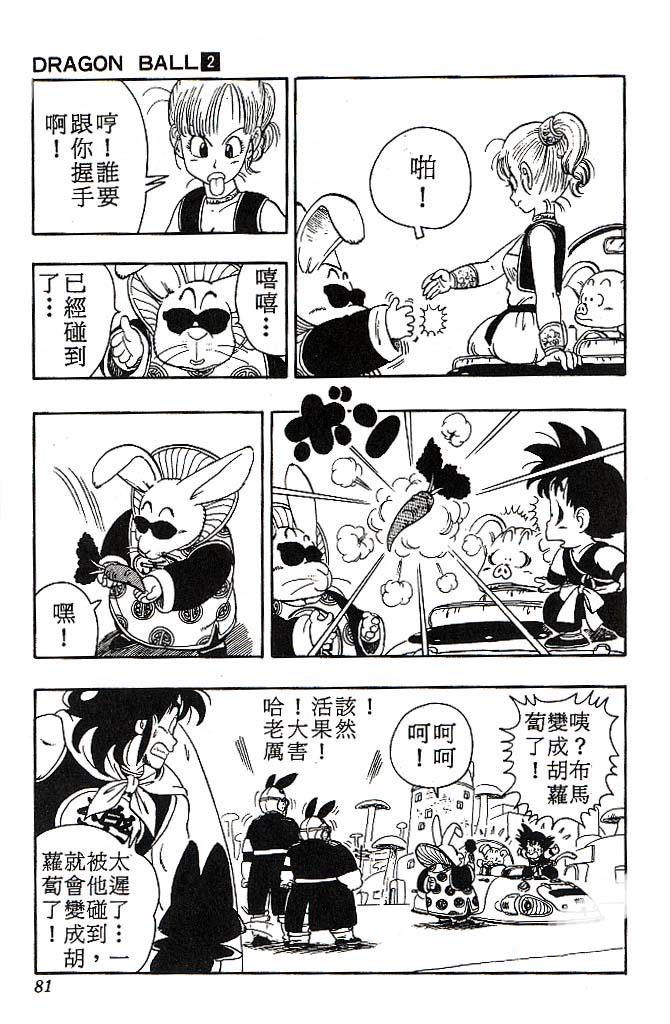 DRAGON BALL 2
啪！
哼！誰要
跟你握手
啊！
嘻嘻…
已經碰到
了…
ボン
嘿！
咦？布馬
變成胡蘿
蔔了！
呵呵
呵！
哈！活該！
老大果然
厲害！
太遲了…一
被他碰到，
就會變成胡
蘿蔔了！
81